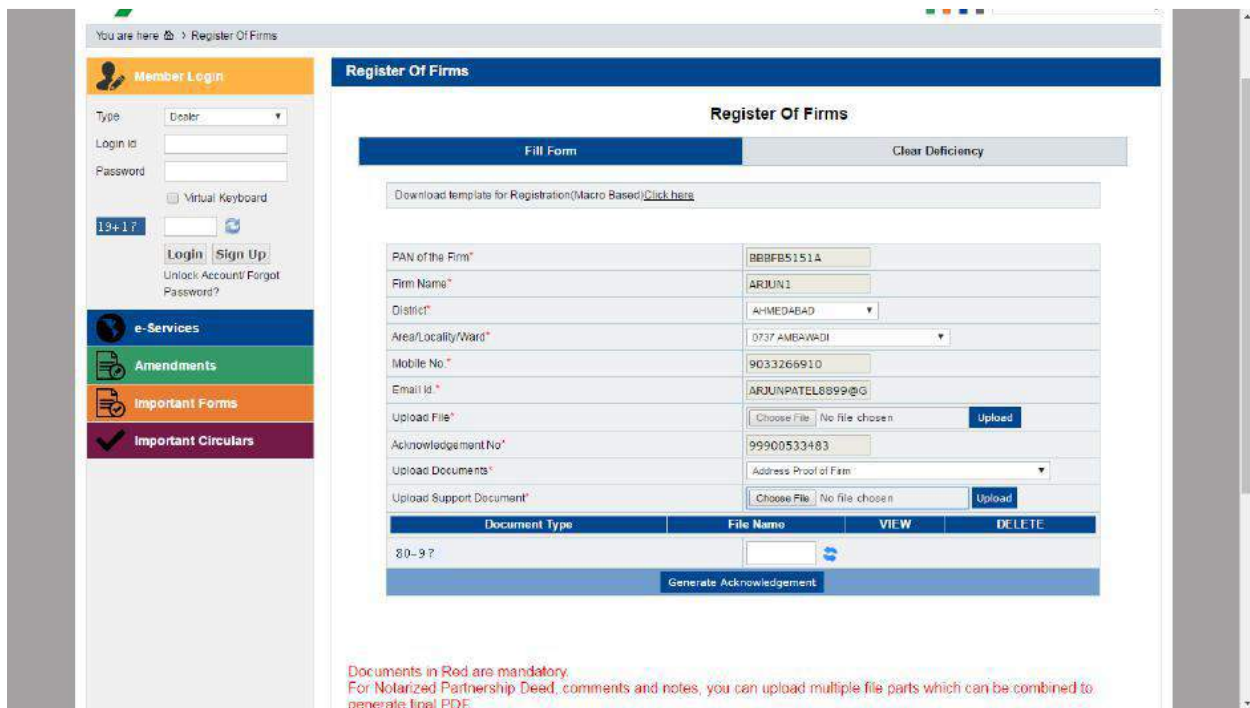 You are here > Register Of Firms
Member Login
Type Dealer
Login Id
Password
Virtual Keyboard
19+1?
Login Sign Up
Unlock Account/ Forgot
Password?
e-Services
Amendments
Important Forms
Important Circulars
Register Of Firms
Register Of Firms
Fill Form Clear Deficiency
Download template for Registration(Macro Based)Click here
PAN of the Firm* BBBFB5151A
Firm Name* ARJUN1
District* AHMEDABAD
Area/Locality/Ward* 0737 AMBAWADI
Mobile No.* 9033266910
Email Id.* ARJUNPATEL8899@G
Upload File* Choose File No file chosen Upload
Acknowledgement No* 99900533483
Upload Documents* Address Proof of Firm
Upload Support Document* Choose File No file chosen Upload
Document Type File Name VIEW DELETE
80-9?
Generate Acknowledgement
Documents in Red are mandatory.
For Notarized Partnership Deed, comments and notes, you can upload multiple file parts which can be combined to
generate final PDF